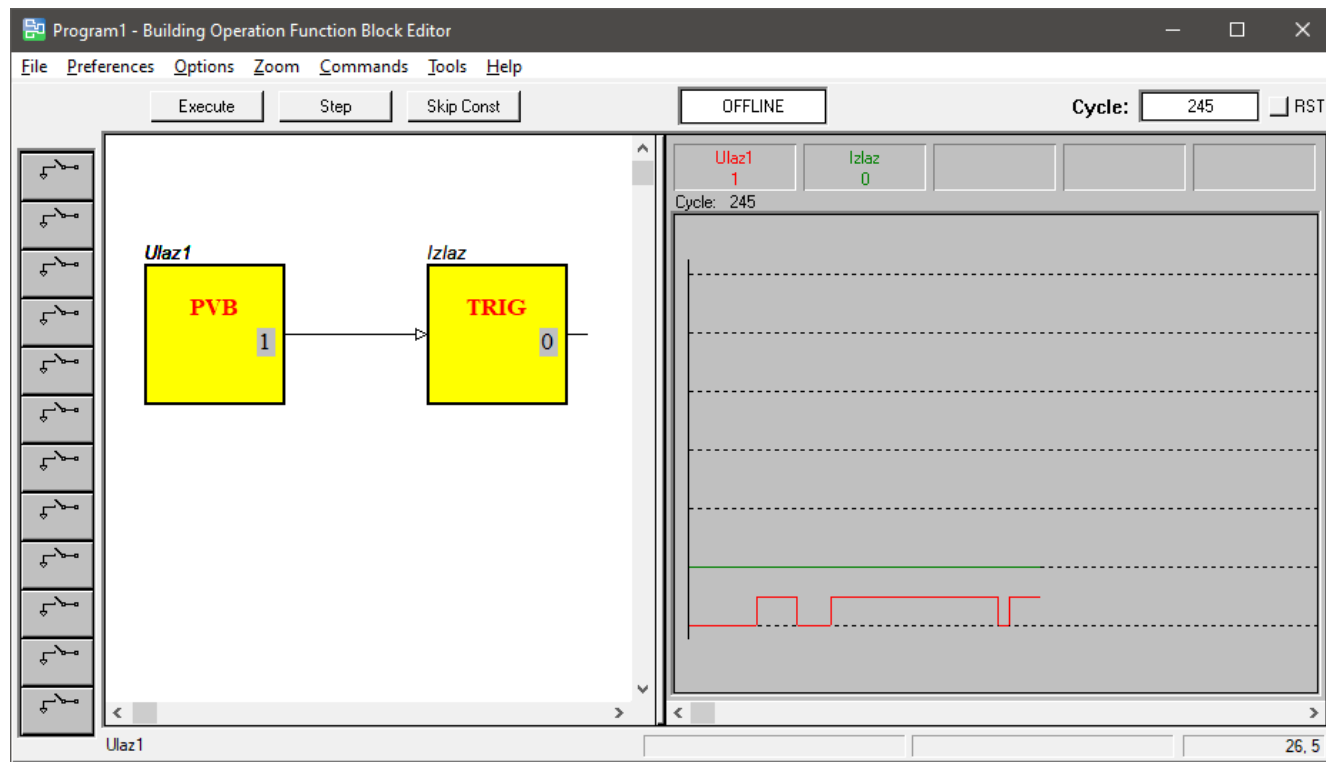 Program1 - Building Operation Function Block Editor
File Preferences Options Zoom Commands Tools Help
Execute Step Skip Const OFFLINE Cycle: 245 RST
Ulaz1 Izlaz
1 0
Cycle: 245
Ulaz1 Izlaz
PVB TRIG
1 0
Ulaz1 26, 5